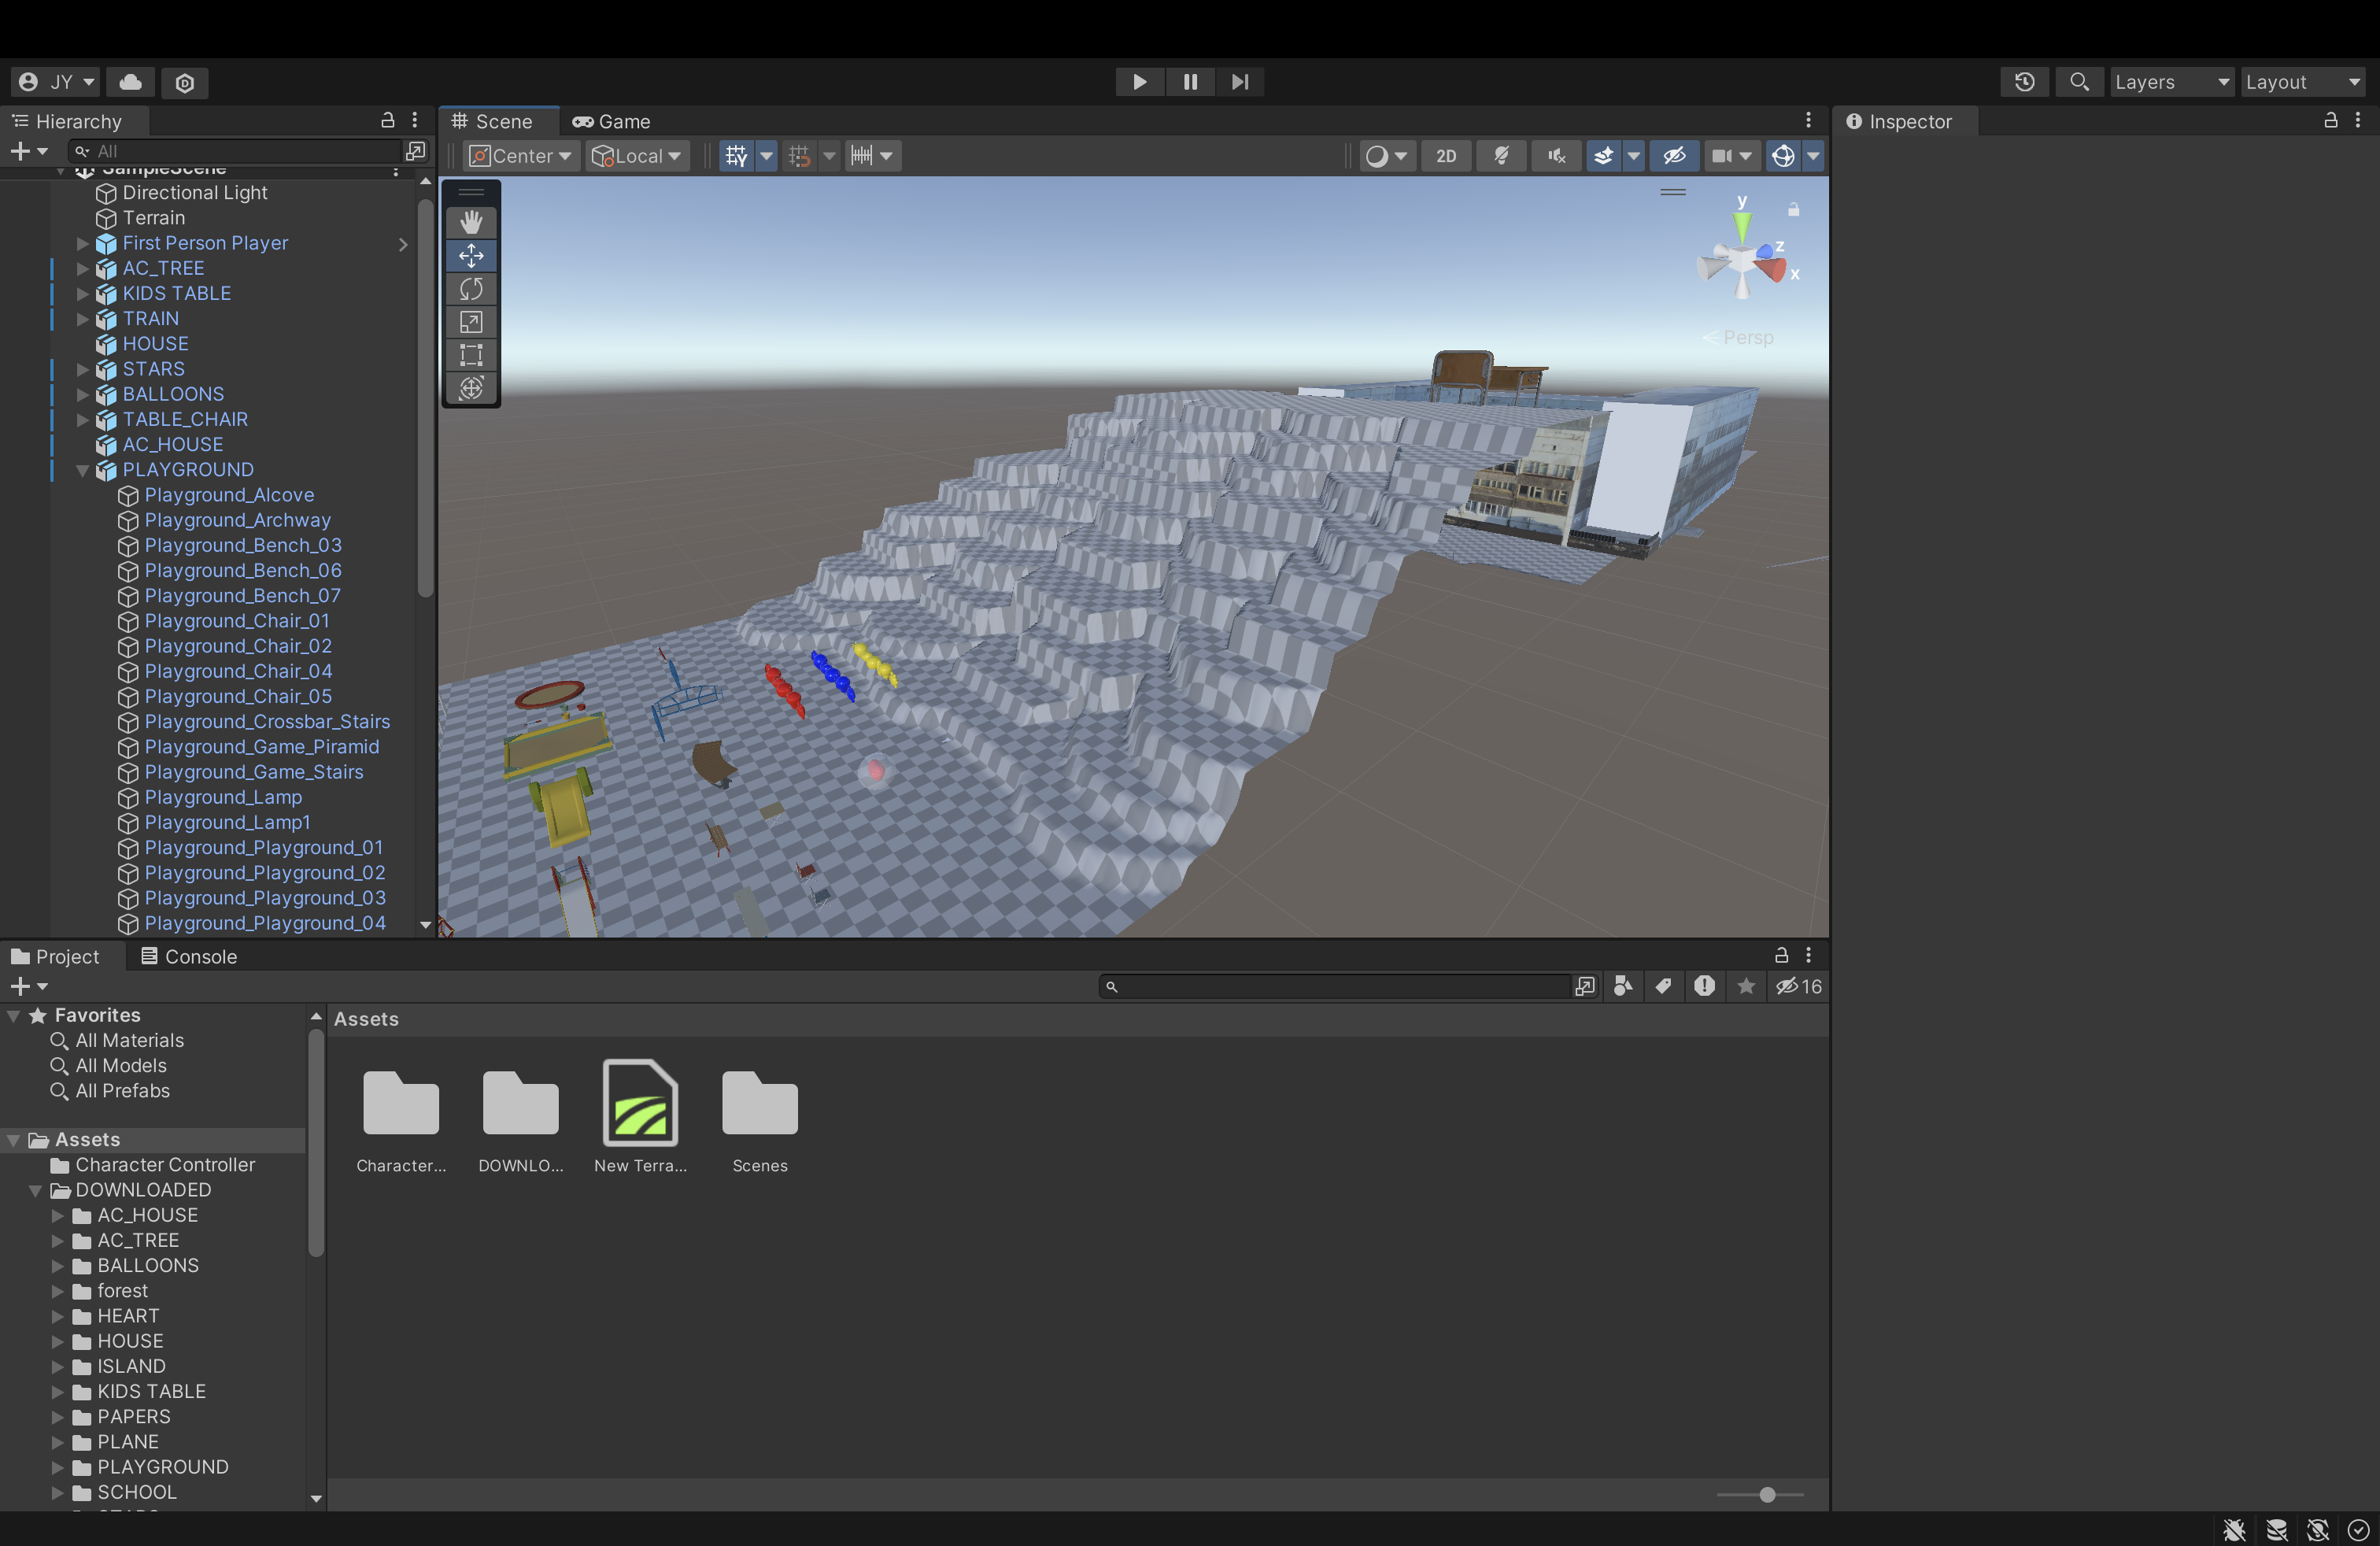 JY
Layers
Layout
Hierarchy
Scene
Game
Inspector
All
Center
Local
2D
SampleScene
Directional Light
Terrain
First Person Player
AC_TREE
KIDS TABLE
TRAIN
HOUSE
STARS
BALLOONS
TABLE_CHAIR
AC_HOUSE
PLAYGROUND
Playground_Alcove
Playground_Archway
Playground_Bench_03
Playground_Bench_06
Playground_Bench_07
Playground_Chair_01
Playground_Chair_02
Playground_Chair_04
Playground_Chair_05
Playground_Crossbar_Stairs
Playground_Game_Piramid
Playground_Game_Stairs
Playground_Lamp
Playground_Lamp1
Playground_Playground_01
Playground_Playground_02
Playground_Playground_03
Playground_Playground_04
y
z
x
Persp
Project
Console
16
Favorites
All Materials
All Models
All Prefabs
Assets
Character Controller
DOWNLOADED
AC_HOUSE
AC_TREE
BALLOONS
forest
HEART
HOUSE
ISLAND
KIDS TABLE
PAPERS
PLANE
PLAYGROUND
SCHOOL
Assets
Character...
DOWNLO...
New Terra...
Scenes